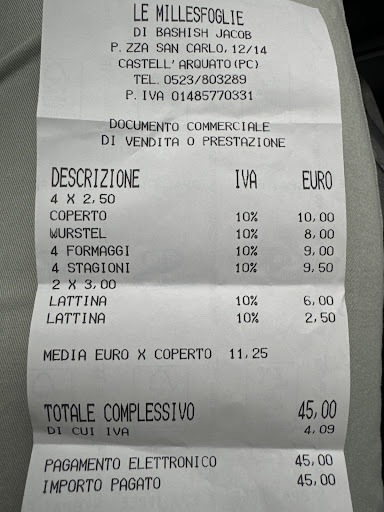 LE MILLESFOGLIE
DI BASHISH JACOB
P. ZZA SAN CARLO, 12/14
CASTELL'ARQUATO(PC)
TEL. 0523/803289
P. IVA 01485770331
DOCUMENTO COMMERCIALE
DI VENDITA O PRESTAZIONE
DESCRIZIONE IVA EURO
4 X 2,50
COPERTO 10% 10,00
WURSTEL 10% 8,00
4 FORMAGGI 10% 9,00
4 STAGIONI 10% 9,50
2 X 3,00
LATTINA 10% 6,00
LATTINA 10% 2,50
MEDIA EURO X COPERTO 11,25
TOTALE COMPLESSIVO 45,00
DI CUI IVA 4,09
PAGAMENTO ELETTRONICO 45,00
IMPORTO PAGATO 45,00